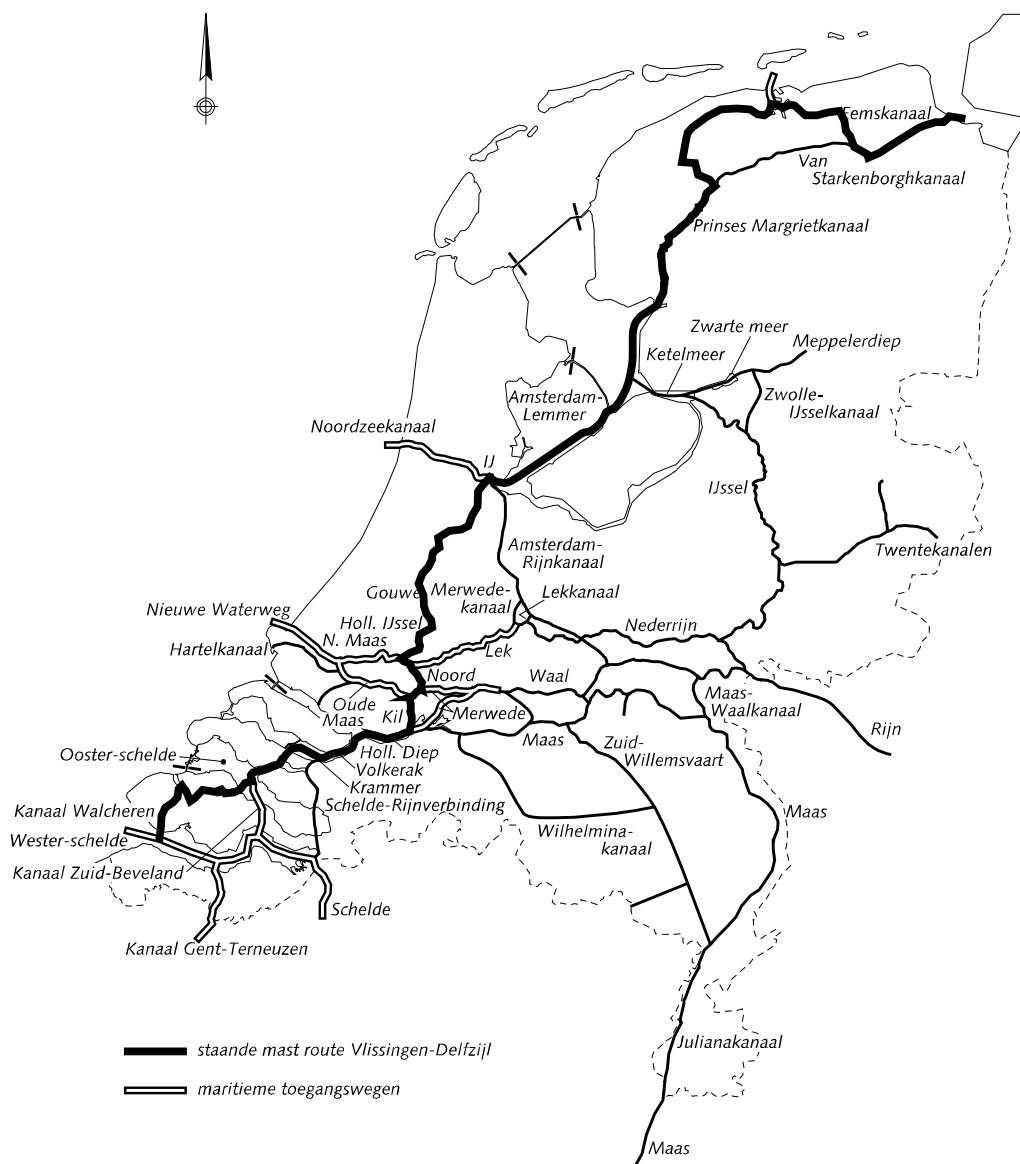 Eemskanaal
Van
Starkenborghkanaal
Prinses Margrietkanaal
Zwarte meer
Ketelmeer
Meppelerdiep
Amsterdam-
Lemmer
Zwolle-
IJsselkanaal
Noordzeekanaal
IJ
IJssel
Amsterdam-
Rijnkanaal
Twentekanalen
Gouwe
Merwede-
kanaal
Lekkanaal
Nieuwe Waterweg
Holl. IJssel
N. Maas
Hartelkanaal
Nederrijn
Lek
Noord
Waal
Oude
Maas
Kil
Merwede
Maas-
Waalkanaal
Rijn
Maas
Zuid-
Willemsvaart
Ooster-schelde
Holl. Diep
Volkerak
Krammer
Schelde-Rijnverbinding
Kanaal Walcheren
Wester-schelde
Maas
Wilhelmina-
kanaal
Kanaal Zuid-Beveland
Schelde
Kanaal Gent-Terneuzen
Julianakanaal
staande mast route Vlissingen-Delfzijl
maritieme toegangswegen
Maas